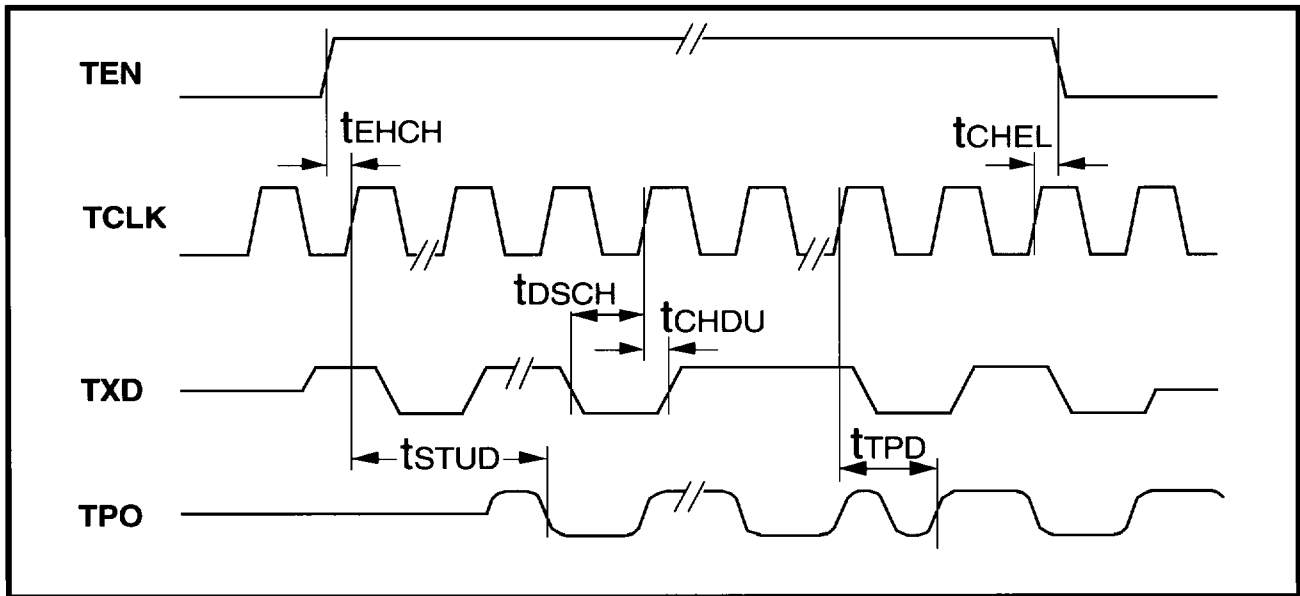 TEN
tEHCH
tCHEL
TCLK
tDSCH
tCHDU
TXD
tSTUD
tTPD
TPO